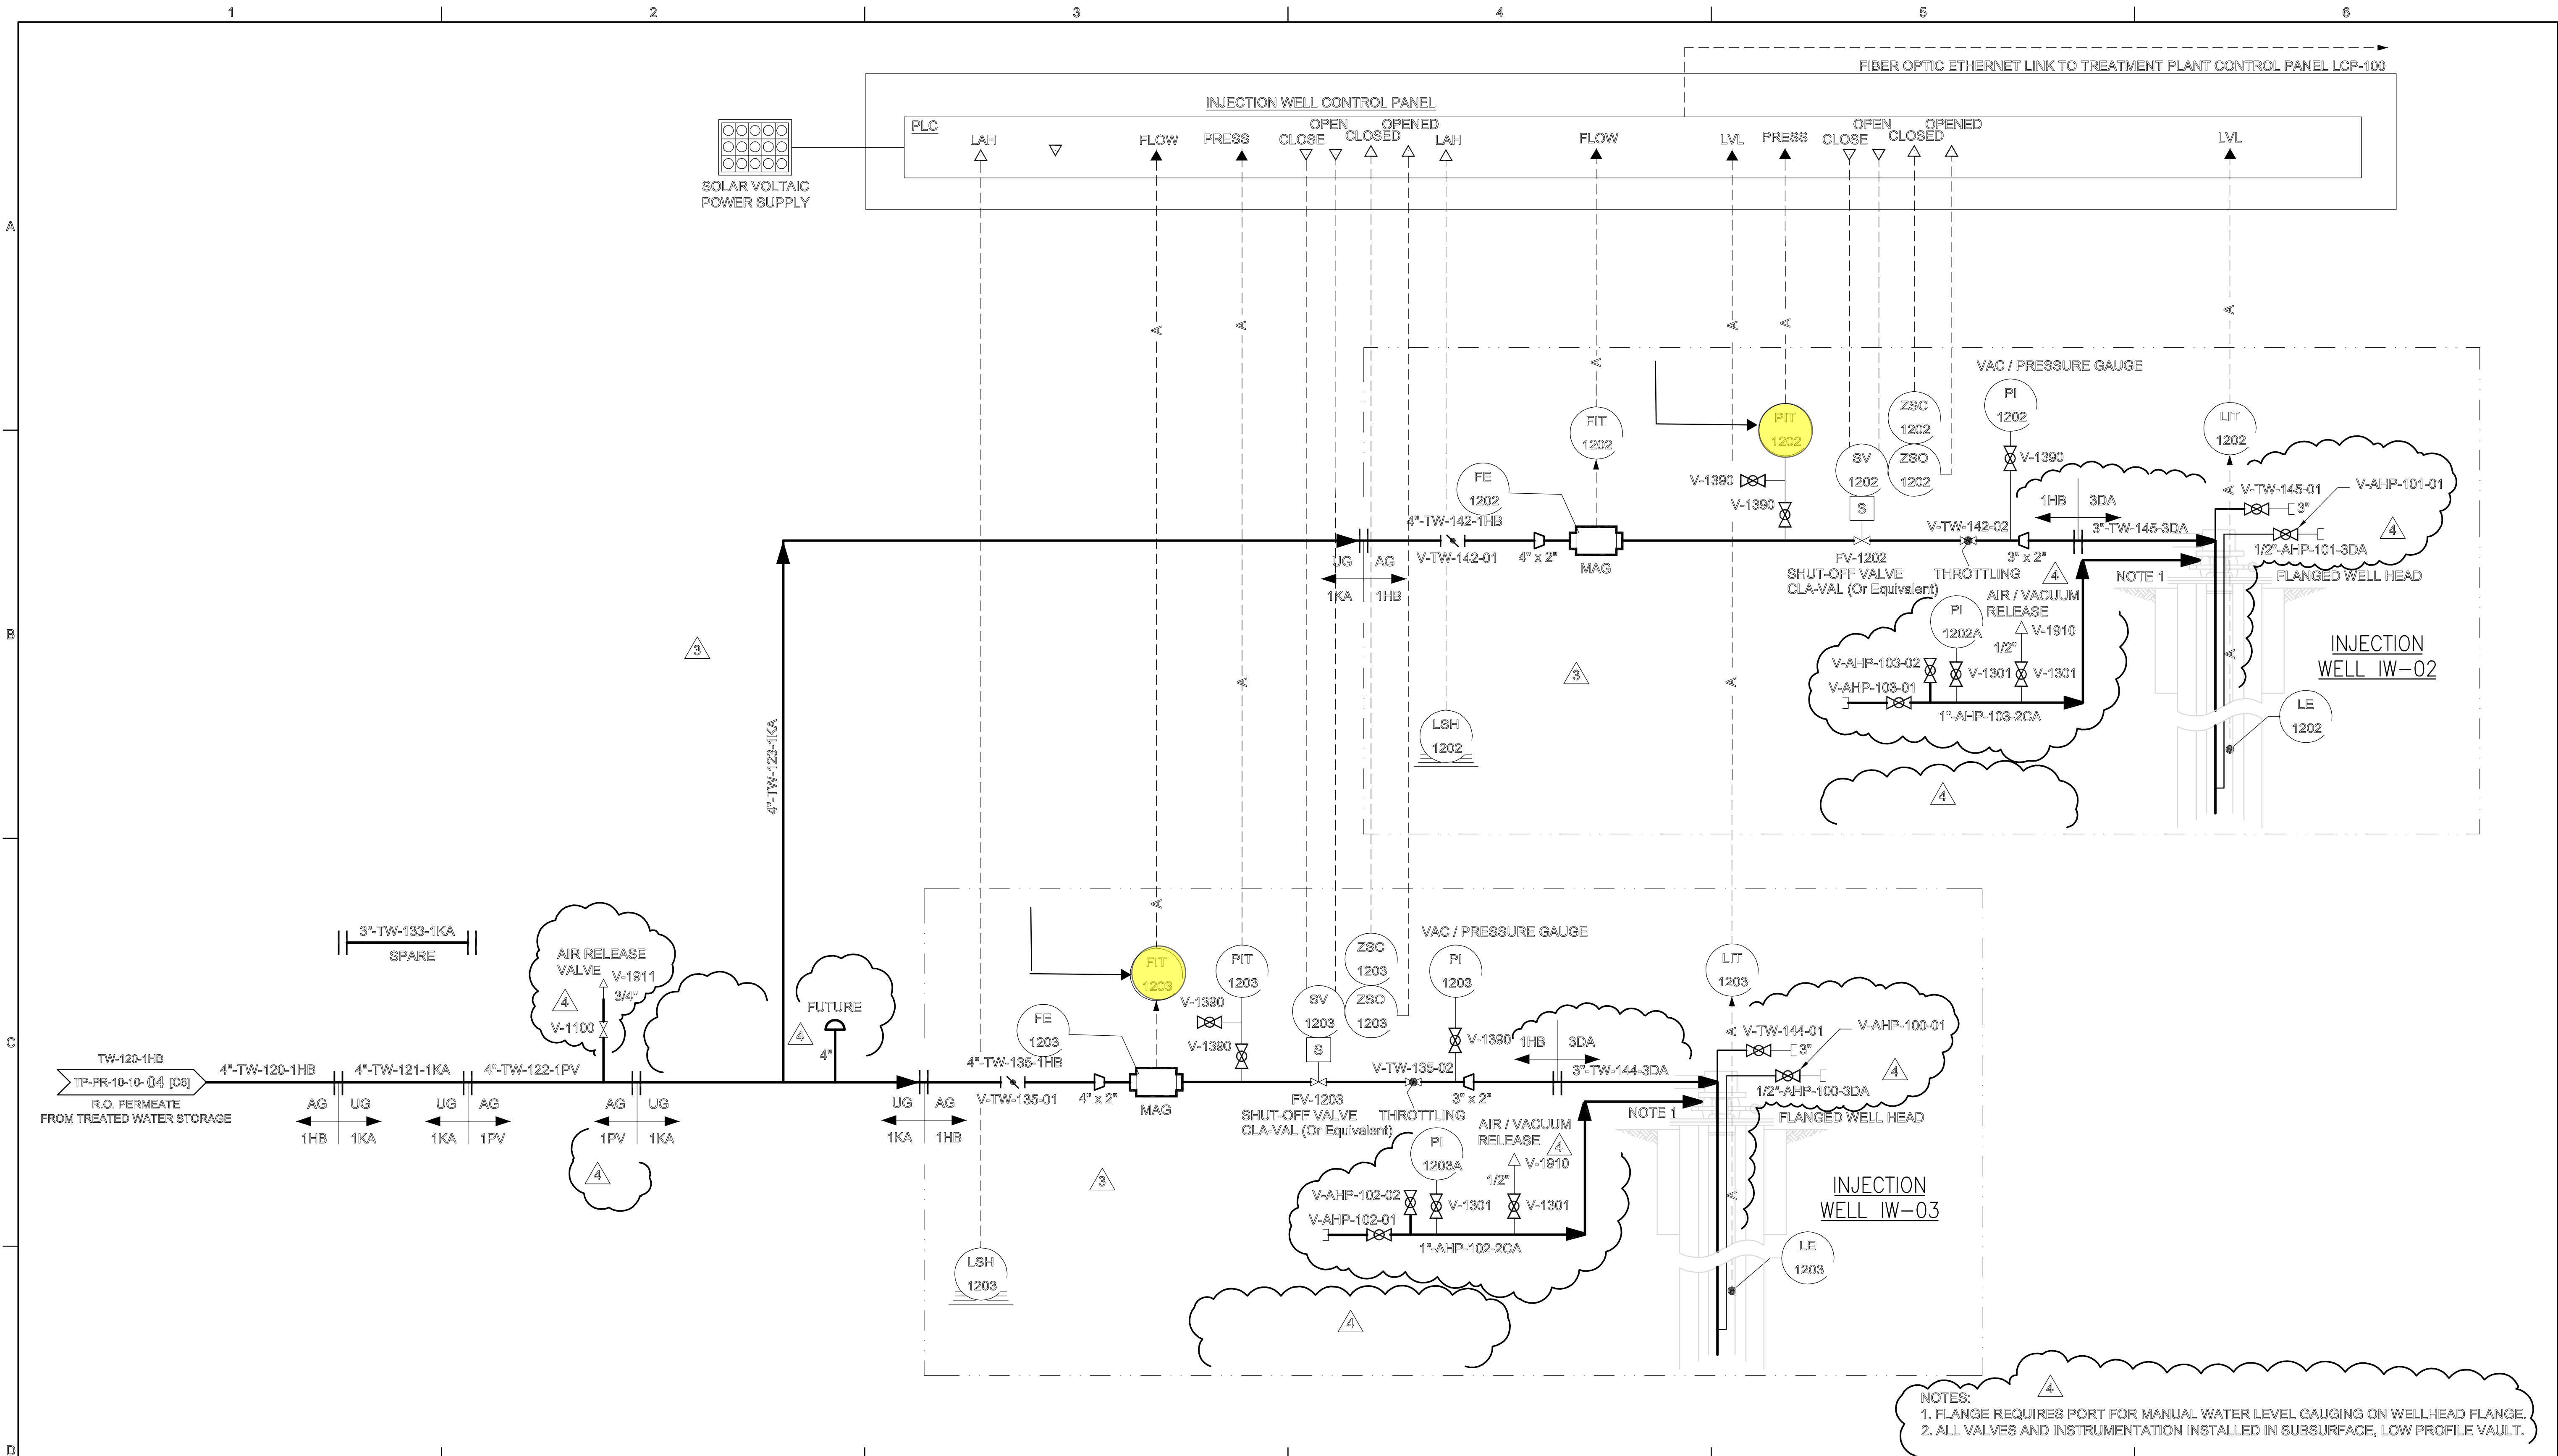 1 2 3 4 5 6
A
B
C
D
FIBER OPTIC ETHERNET LINK TO TREATMENT PLANT CONTROL PANEL LCP-100
INJECTION WELL CONTROL PANEL
PLC
LAH
FLOW
PRESS
CLOSE
OPEN
CLOSED
OPENED
LAH
FLOW
LVL
PRESS
CLOSE
OPEN
CLOSED
OPENED
LVL
SOLAR VOLTAIC
POWER SUPPLY
A
A
A
A
A
A
VAC / PRESSURE GAUGE
FIT
1202
PIT
1202
ZSC
1202
PI
1202
LIT
1202
FE
1202
SV
1202
ZSO
1202
S
V-1390
V-1390
V-1390
1HB
3DA
A
V-TW-145-01
3"
V-AHP-101-01
4
1/2"-AHP-101-3DA
FLANGED WELL HEAD
4"-TW-142-1HB
V-TW-142-01
4" x 2"
MAG
FV-1202
SHUT-OFF VALVE
CLA-VAL (Or Equivalent)
V-TW-142-02
THROTTLING
3" x 2"
3"-TW-145-3DA
4
NOTE 1
UG
AG
1KA
1HB
AIR / VACUUM
RELEASE
PI
1202A
V-1910
1/2"
V-AHP-103-02
V-1301
V-1301
V-AHP-103-01
1"-AHP-103-2CA
INJECTION
WELL IW-02
A
LE
1202
LSH
1202
3
3
A
A
4
4"-TW-123-1KA
3"-TW-133-1KA
SPARE
AIR RELEASE
VALVE
V-1911
3/4"
4
V-1100
FUTURE
4
4"
TW-120-1HB
TP-PR-10-10- 04 [C6]
R.O. PERMEATE
FROM TREATED WATER STORAGE
4"-TW-120-1HB
4"-TW-121-1KA
4"-TW-122-1PV
AG
UG
1HB
1KA
UG
AG
1KA
1PV
AG
UG
1PV
1KA
4
UG
AG
1KA
1HB
A
VAC / PRESSURE GAUGE
FIT
1203
PIT
1203
ZSC
1203
PI
1203
LIT
1203
FE
1203
SV
1203
ZSO
1203
S
V-1390
V-1390
V-1390
1HB
3DA
A
V-TW-144-01
3"
V-AHP-100-01
4
1/2"-AHP-100-3DA
FLANGED WELL HEAD
4"-TW-135-1HB
V-TW-135-01
4" x 2"
MAG
FV-1203
SHUT-OFF VALVE
CLA-VAL (Or Equivalent)
V-TW-135-02
THROTTLING
3" x 2"
3"-TW-144-3DA
NOTE 1
AIR / VACUUM
RELEASE
4
PI
1203A
V-1910
1/2"
V-AHP-102-02
V-1301
V-1301
V-AHP-102-01
1"-AHP-102-2CA
INJECTION
WELL IW-03
A
LE
1203
LSH
1203
3
4
4
NOTES:
1. FLANGE REQUIRES PORT FOR MANUAL WATER LEVEL GAUGING ON WELLHEAD FLANGE.
2. ALL VALVES AND INSTRUMENTATION INSTALLED IN SUBSURFACE, LOW PROFILE VAULT.